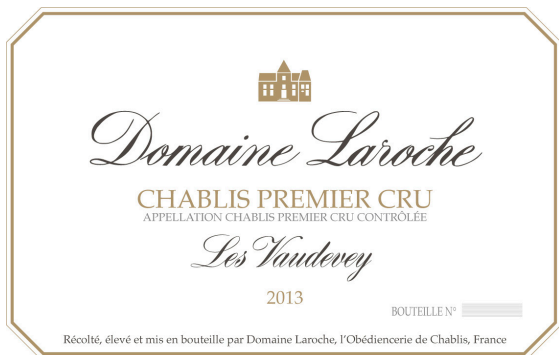 Domaine Laroche
CHABLIS PREMIER CRU
APPELLATION CHABLIS PREMIER CRU CONTRÔLÉE
Les Vaudevey
2013
BOUTEILLE N°
Récolté, élevé et mis en bouteille par Domaine Laroche, l'Obédiencerie de Chablis, France